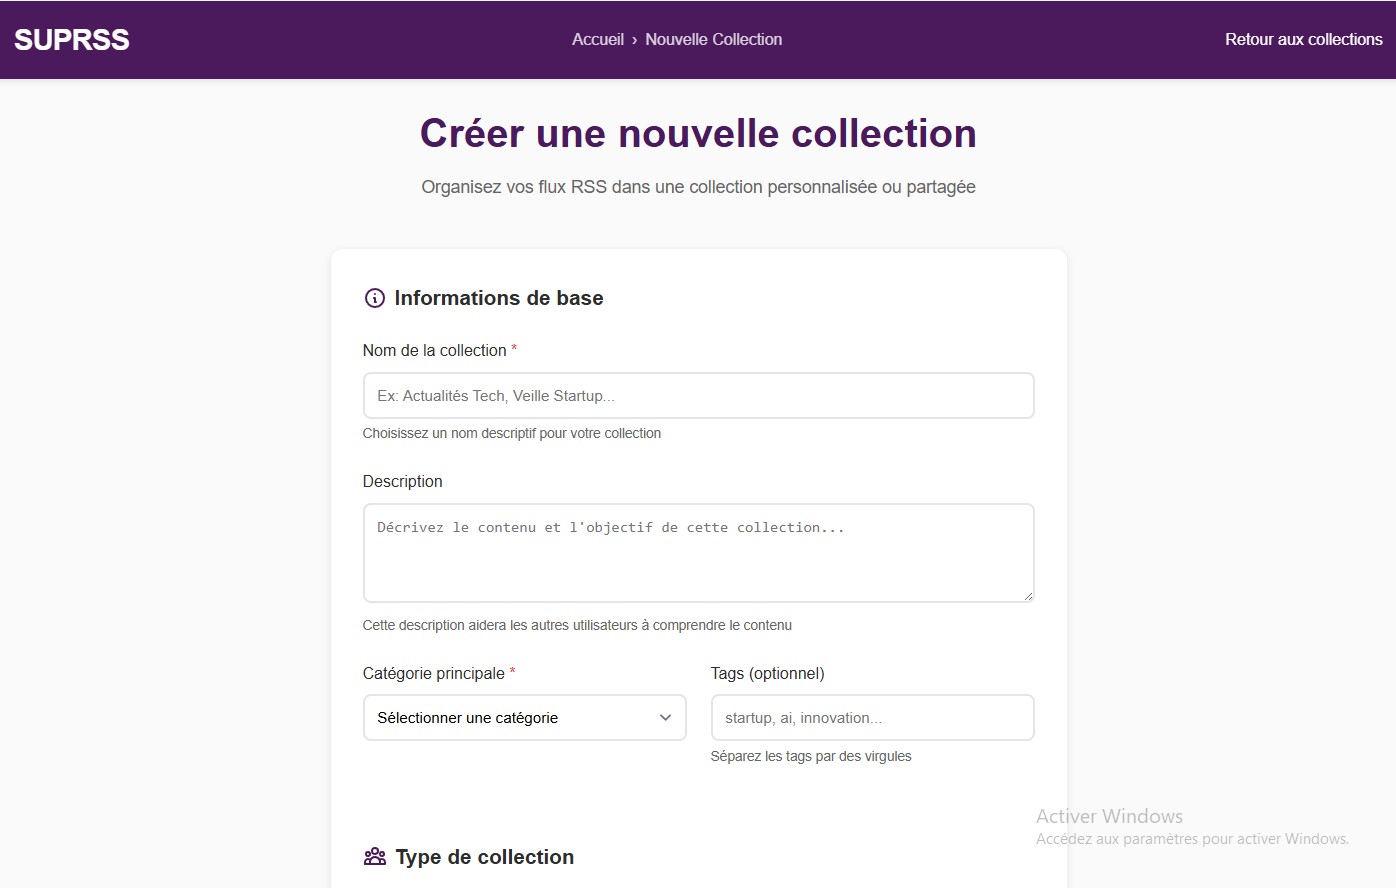 SUPRSS
Accueil › Nouvelle Collection
Retour aux collections
Créer une nouvelle collection
Organisez vos flux RSS dans une collection personnalisée ou partagée
Informations de base
Nom de la collection *
Ex: Actualités Tech, Veille Startup...
Choisissez un nom descriptif pour votre collection
Description
Décrivez le contenu et l'objectif de cette collection...
Cette description aidera les autres utilisateurs à comprendre le contenu
Catégorie principale *
Sélectionner une catégorie
Tags (optionnel)
startup, ai, innovation...
Séparez les tags par des virgules
Activer Windows
Accédez aux paramètres pour activer Windows.
Type de collection